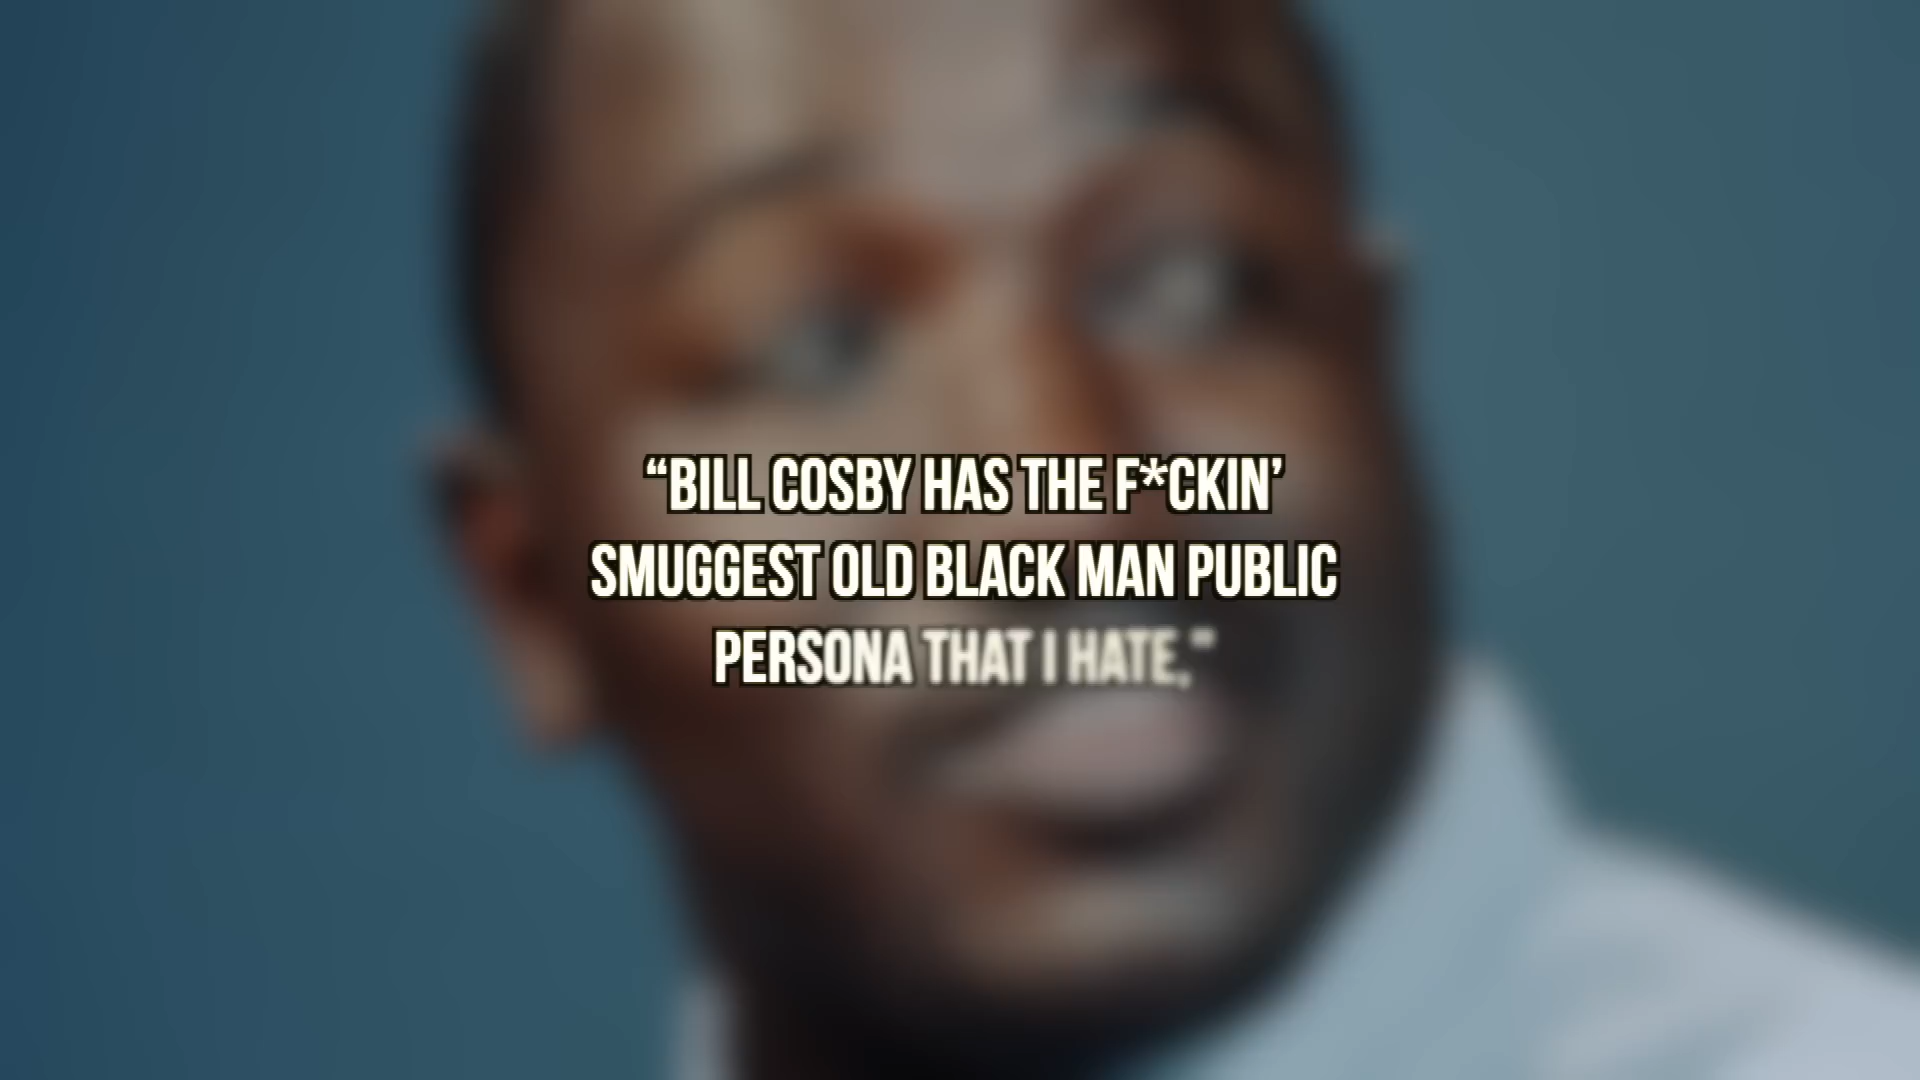 “BILL COSBY HAS THE F*CKIN’
SMUGGEST OLD BLACK MAN PUBLIC
PERSONA THAT I HATE,"